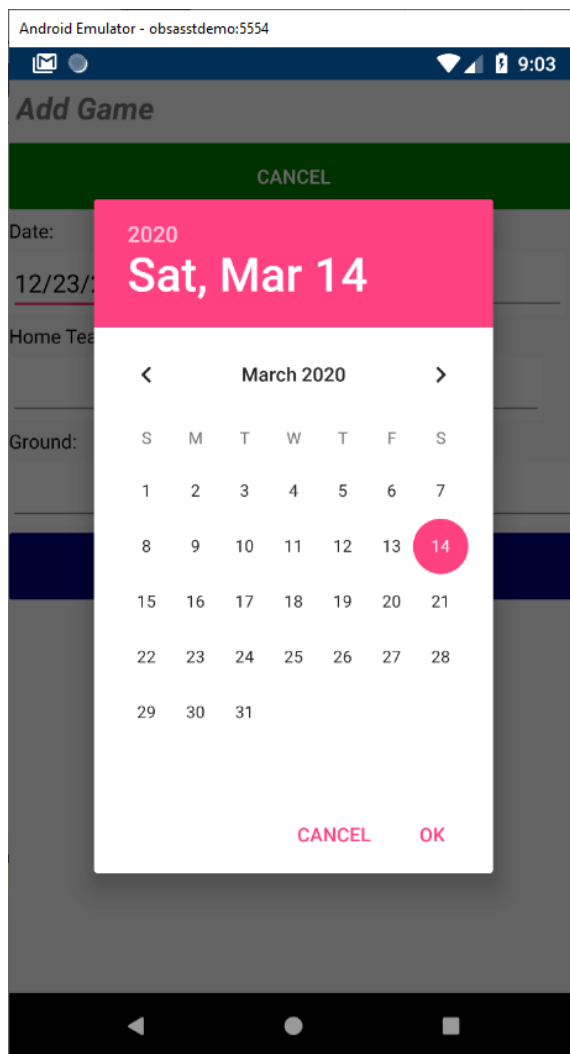 Android Emulator - obsasstdemo:5554
9:03
Add Game
CANCEL
Date:
2020
Sat, Mar 14
12/23/
Home Tea
March 2020
S M T W T F S
Ground:
1 2 3 4 5 6 7
8 9 10 11 12 13 14
15 16 17 18 19 20 21
22 23 24 25 26 27 28
29 30 31
CANCEL OK